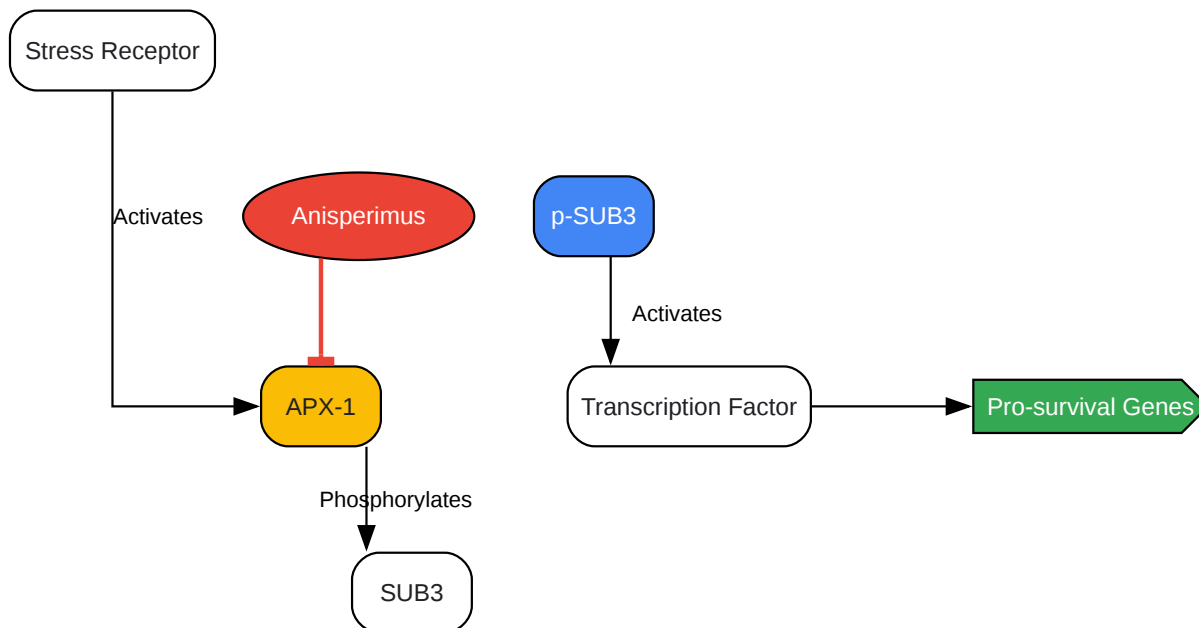 Stress Receptor
Activates
Anisperimus
p-SUB3
Activates
APX-1
Transcription Factor
Pro-survival Genes
Phosphorylates
SUB3